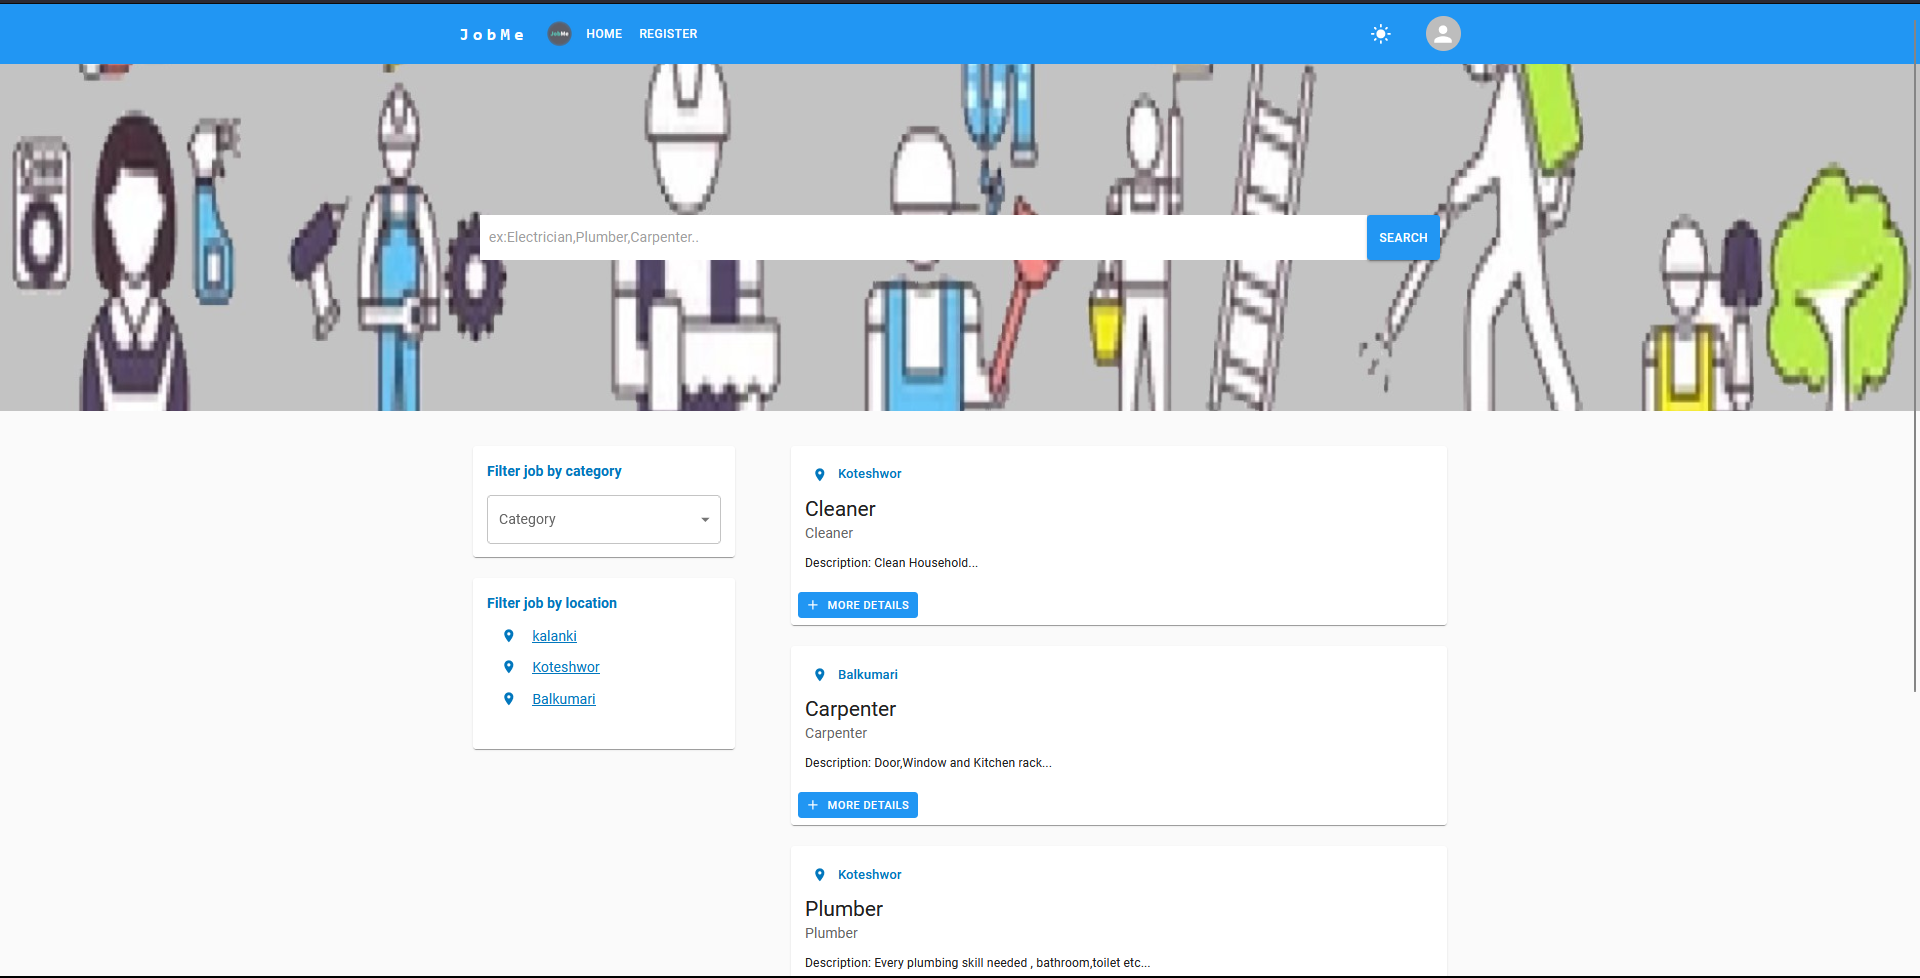 JobMe
JobMe
HOME
REGISTER
ex:Electrician,Plumber,Carpenter..
SEARCH
Filter job by category
Category
Filter job by location
kalanki
Koteshwor
Balkumari
Koteshwor
Cleaner
Cleaner
Description: Clean Household...
MORE DETAILS
Balkumari
Carpenter
Carpenter
Description: Door,Window and Kitchen rack...
MORE DETAILS
Koteshwor
Plumber
Plumber
Description: Every plumbing skill needed , bathroom,toilet etc...